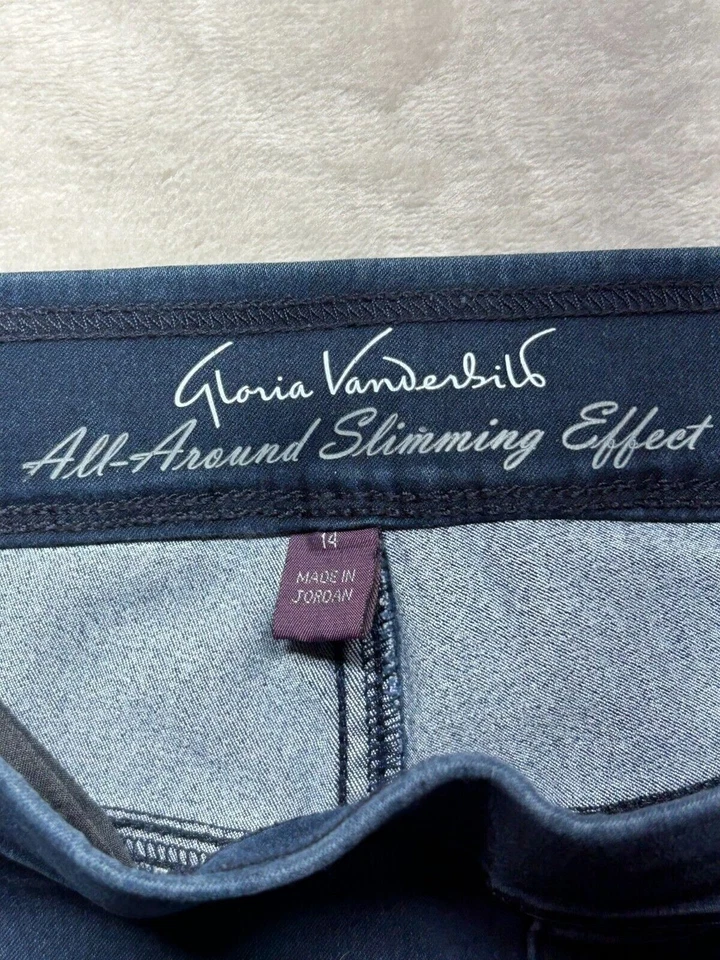 Gloria Vanderbilt
All-Around Slimming Effect
14
MADE IN
JORDAN